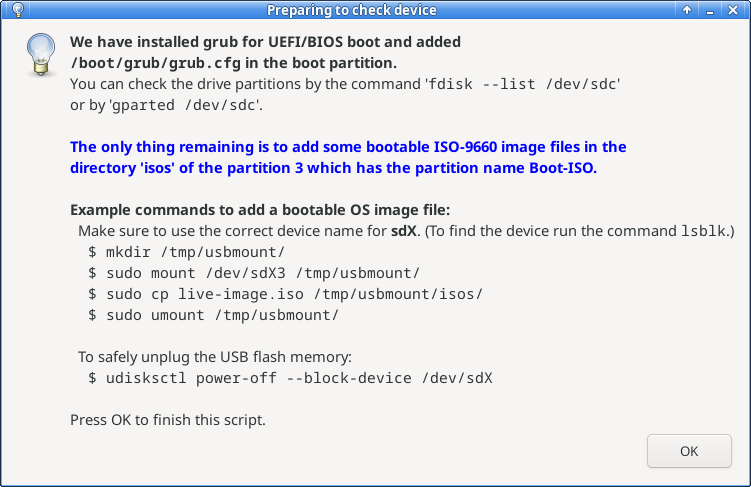 Preparing to check device
We have installed grub for UEFI/BIOS boot and added
/boot/grub/grub.cfg in the boot partition.
You can check the drive partitions by the command 'fdisk --list /dev/sdc'
or by 'gparted /dev/sdc'.
The only thing remaining is to add some bootable ISO-9660 image files in the
directory 'isos' of the partition 3 which has the partition name Boot-ISO.
Example commands to add a bootable OS image file:
Make sure to use the correct device name for sdX. (To find the device run the command lsblk.)
$ mkdir /tmp/usbmount/
$ sudo mount /dev/sdX3 /tmp/usbmount/
$ sudo cp live-image.iso /tmp/usbmount/isos/
$ sudo umount /tmp/usbmount/
To safely unplug the USB flash memory:
$ udisksctl power-off --block-device /dev/sdX
Press OK to finish this script.
OK